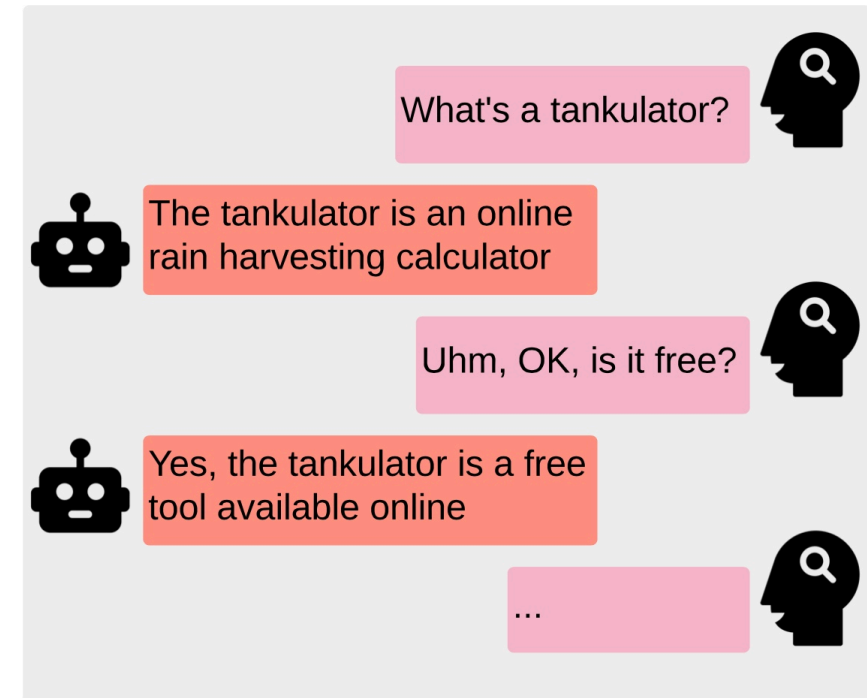 What's a tankulator?
The tankulator is an online
rain harvesting calculator
Uhm, OK, is it free?
Yes, the tankulator is a free
tool available online
...